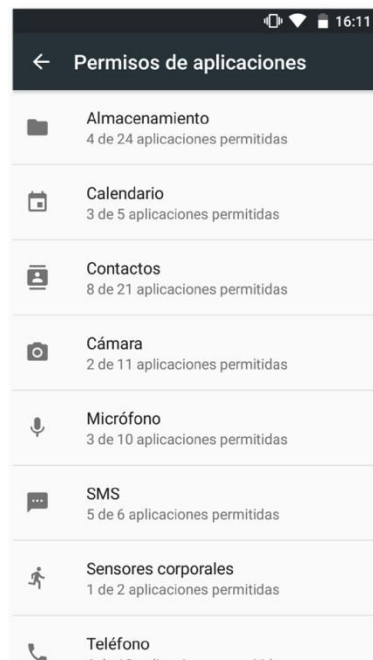 16:11
Permisos de aplicaciones
Almacenamiento
4 de 24 aplicaciones permitidas
Calendario
3 de 5 aplicaciones permitidas
Contactos
8 de 21 aplicaciones permitidas
Cámara
2 de 11 aplicaciones permitidas
Micrófono
3 de 10 aplicaciones permitidas
SMS
5 de 6 aplicaciones permitidas
Sensores corporales
1 de 2 aplicaciones permitidas
Teléfono